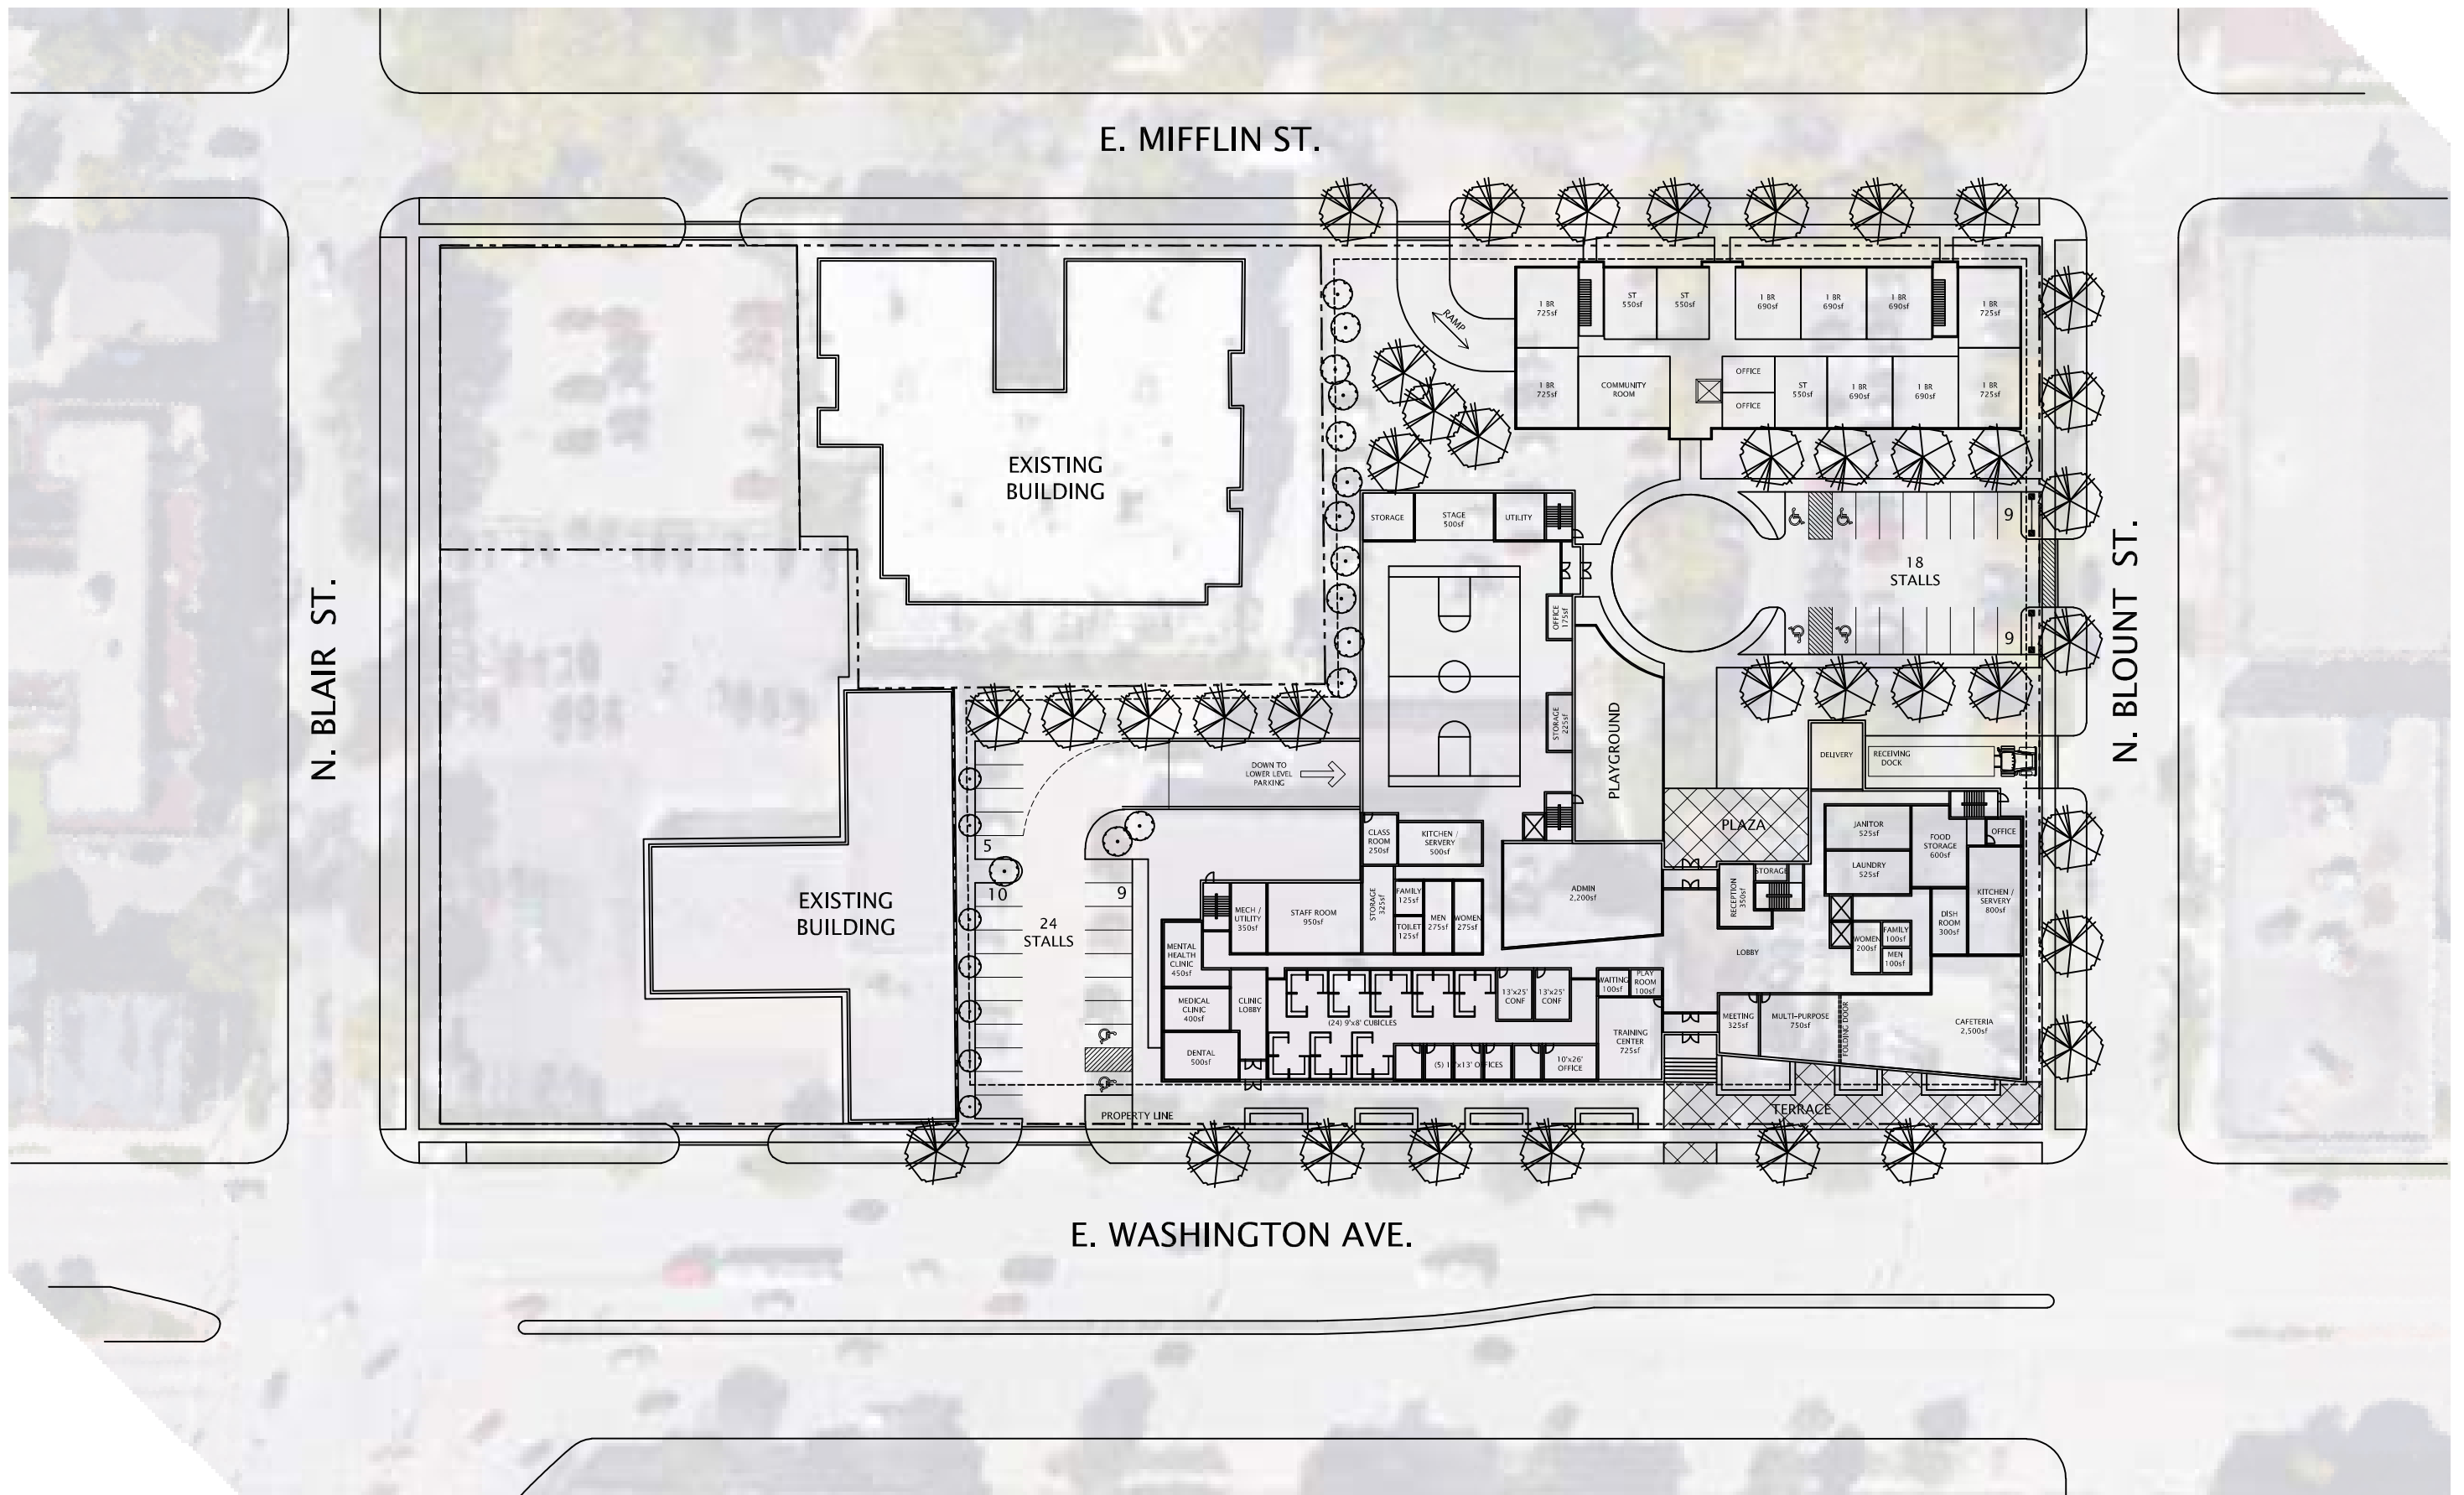 E. MIFFLIN ST.
N. BLAIR ST.
N. BLOUNT ST.
E. WASHINGTON AVE.
EXISTING
BUILDING
EXISTING
BUILDING
RAMP
1 BR
725sf
ST
550sf
ST
550sf
1 BR
690sf
1 BR
690sf
1 BR
690sf
1 BR
725sf
1 BR
725sf
COMMUNITY
ROOM
OFFICE
OFFICE
ST
550sf
1 BR
690sf
1 BR
690sf
1 BR
725sf
STORAGE
STAGE
500sf
UTILITY
9
18
STALLS
9
OFFICE
175sf
STORAGE
225sf
PLAYGROUND
DELIVERY
RECEIVING
DOCK
DOWN TO
LOWER LEVEL
PARKING
5
10
9
24
STALLS
CLASS
ROOM
250sf
KITCHEN /
SERVERY
500sf
PLAZA
JANITOR
525sf
LAUNDRY
525sf
FOOD
STORAGE
600sf
OFFICE
KITCHEN /
SERVERY
800sf
DISH
ROOM
300sf
STORAGE
RECEPTION
350sf
ADMIN
2,200sf
MECH /
UTILITY
350sf
STAFF ROOM
950sf
STORAGE
325sf
FAMILY
125sf
TOILET
125sf
MEN
275sf
WOMEN
275sf
WOMEN
200sf
FAMILY
100sf
MEN
100sf
LOBBY
MENTAL
HEALTH
CLINIC
450sf
MEDICAL
CLINIC
400sf
DENTAL
500sf
CLINIC
LOBBY
(24) 9'x8' CUBICLES
13'x25'
CONF
13'x25'
CONF
WAITING
100sf
PLAY
ROOM
100sf
TRAINING
CENTER
725sf
10'x26'
OFFICE
MEETING
325sf
MULTI-PURPOSE
750sf
FOLDING DOOR
CAFETERIA
2,500sf
PROPERTY LINE
TERRACE